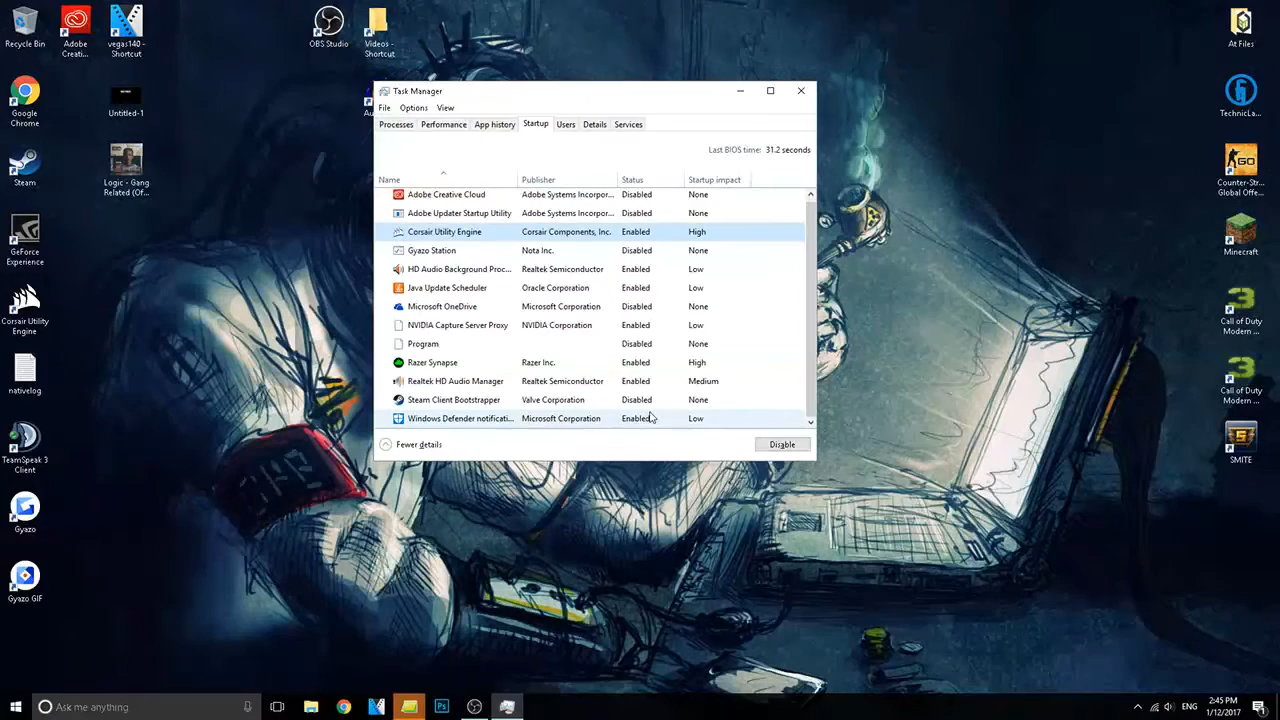 Recycle Bin
Adobe Creati...
vegas140 - Shortcut
OBS Studio
Videos - Shortcut
At Files
Google Chrome
Untitled-1
TechnicLa...
Steam
Logic - Gang Related (Of...
Counter-Str... Global Offe...
GeForce Experience
Minecraft
Corsair Utility Engine
Call of Duty Modern ...
nativelog
Call of Duty Modern ...
TeamSpeak 3 Client
SMITE
Gyazo
Gyazo GIF
Task Manager
File Options View
Processes Performance App history Startup Users Details Services
Last BIOS time: 31.2 seconds
Name Publisher Status Startup impact
Adobe Creative Cloud Adobe Systems Incorpor... Disabled None
Adobe Updater Startup Utility Adobe Systems Incorpor... Disabled None
Corsair Utility Engine Corsair Components, Inc. Enabled High
Gyazo Station Nota Inc. Disabled None
HD Audio Background Proc... Realtek Semiconductor Enabled Low
Java Update Scheduler Oracle Corporation Enabled Low
Microsoft OneDrive Microsoft Corporation Disabled None
NVIDIA Capture Server Proxy NVIDIA Corporation Enabled Low
Program Disabled None
Razer Synapse Razer Inc. Enabled High
Realtek HD Audio Manager Realtek Semiconductor Enabled Medium
Steam Client Bootstrapper Valve Corporation Disabled None
Windows Defender notificati... Microsoft Corporation Enabled Low
Fewer details Disable
Ask me anything
ENG
2:45 PM
1/12/2017